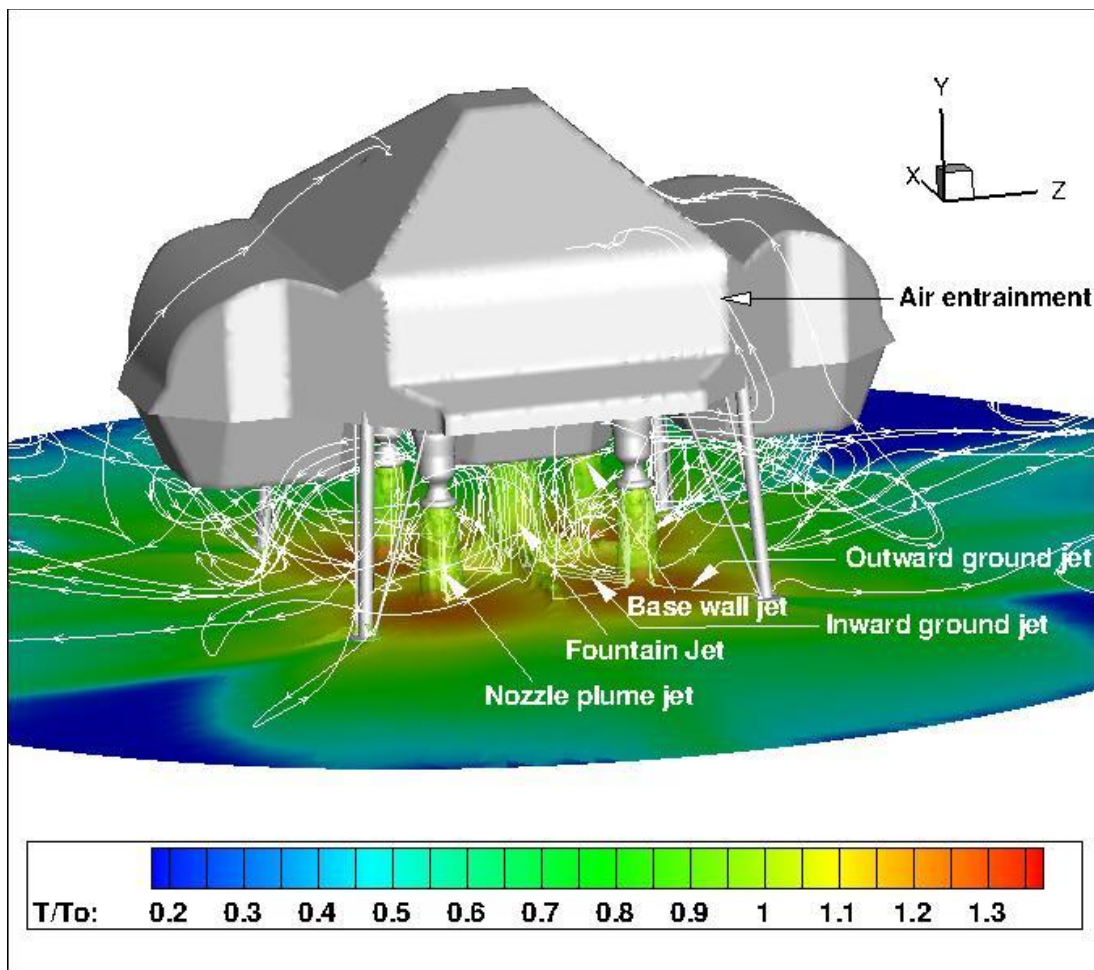 Y
X
Z
Air entrainment
Outward ground jet
Base wall jet
Inward ground jet
Fountain Jet
Nozzle plume jet
T/To: 0.2 0.3 0.4 0.5 0.6 0.7 0.8 0.9 1 1.1 1.2 1.3